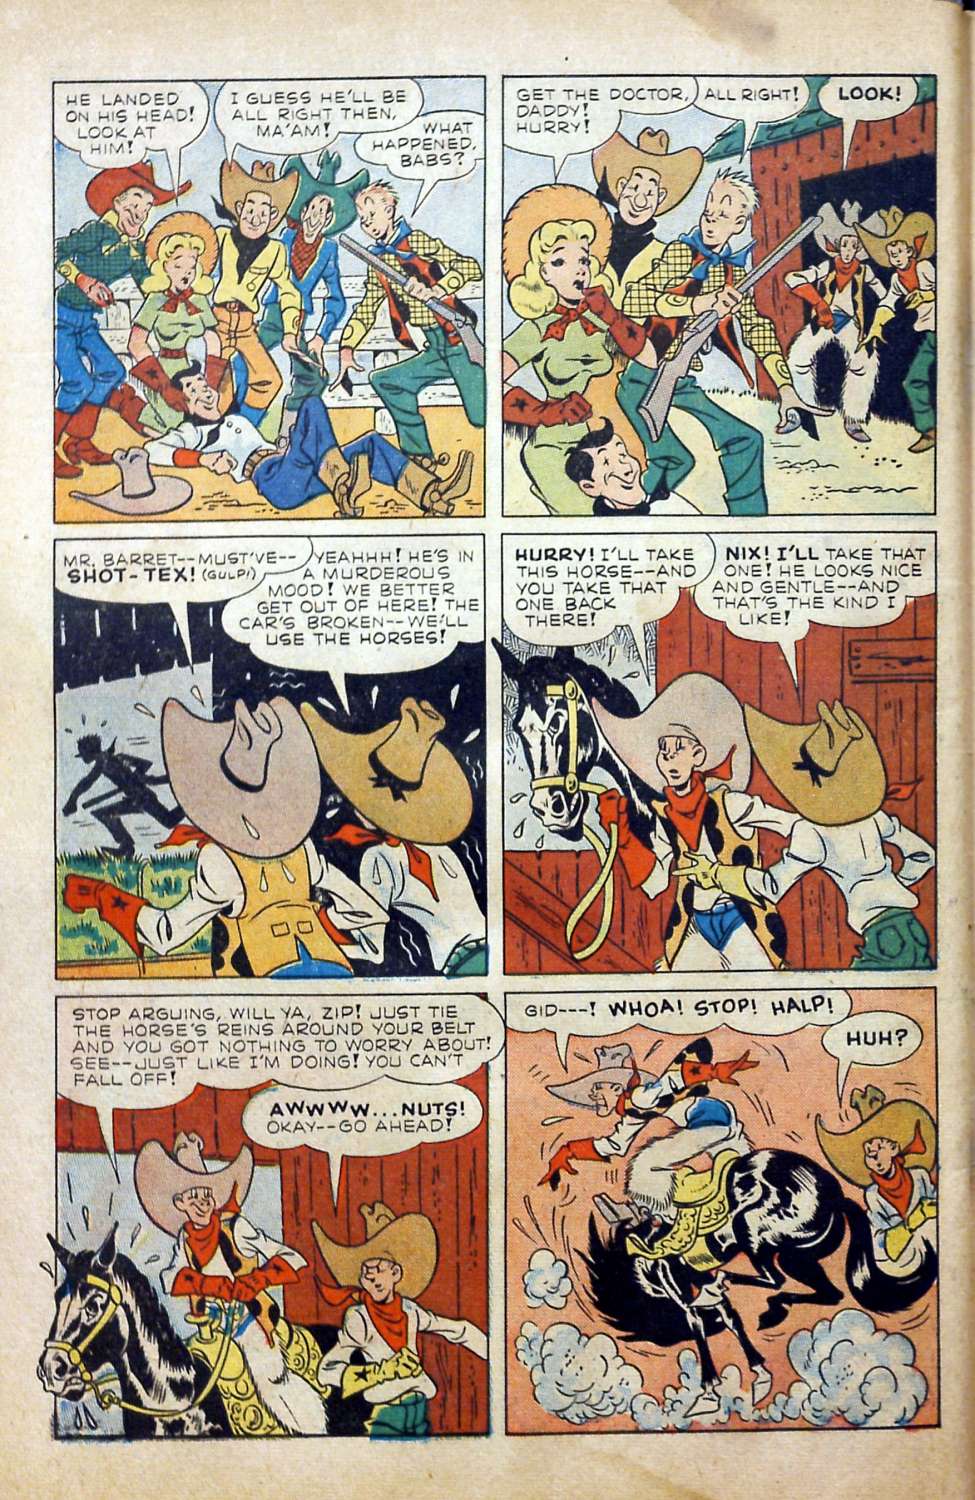 HE LANDED
ON HIS HEAD!
LOOK AT
HIM!
I GUESS HE'LL BE
ALL RIGHT THEN,
MA'AM!
WHAT
HAPPENED,
BABS?
GET THE DOCTOR,
DADDY!
HURRY!
ALL RIGHT!
LOOK!
MR. BARRET--MUST'VE--
SHOT-TEX! (GULP!)
YEAHHH! HE'S IN
A MURDEROUS
MOOD! WE BETTER
GET OUT OF HERE! THE
CAR'S BROKEN--WE'LL
USE THE HORSES!
HURRY! I'LL TAKE
THIS HORSE--AND
YOU TAKE THAT
ONE BACK
THERE!
NIX! I'LL TAKE THAT
ONE! HE LOOKS NICE
AND GENTLE--AND
THAT'S THE KIND I
LIKE!
STOP ARGUING, WILL YA, ZIP! JUST TIE
THE HORSE'S REINS AROUND YOUR BELT
AND YOU GOT NOTHING TO WORRY ABOUT!
SEE--JUST LIKE I'M DOING! YOU CAN'T
FALL OFF!
AWWWW...NUTS!
OKAY--GO AHEAD!
GID---! WHOA! STOP! HALP!
HUH?